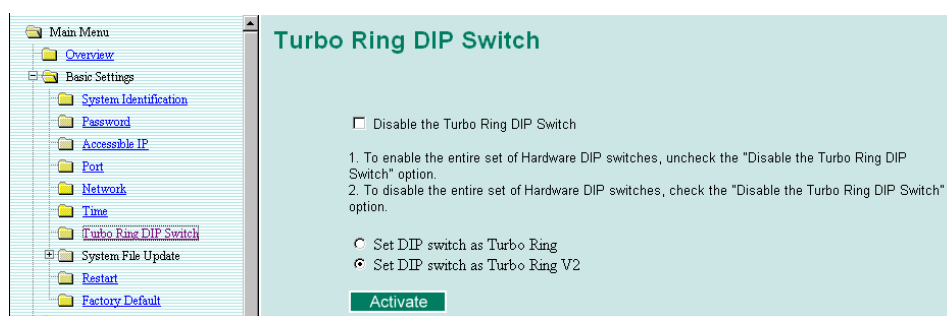 Main Menu
Overview
Basic Settings
System Identification
Password
Accessible IP
Port
Network
Time
Turbo Ring DIP Switch
System File Update
Restart
Factory Default
Turbo Ring DIP Switch
Disable the Turbo Ring DIP Switch
1. To enable the entire set of Hardware DIP switches, uncheck the "Disable the Turbo Ring DIP
Switch" option.
2. To disable the entire set of Hardware DIP switches, check the "Disable the Turbo Ring DIP Switch"
option.
Set DIP switch as Turbo Ring
Set DIP switch as Turbo Ring V2
Activate